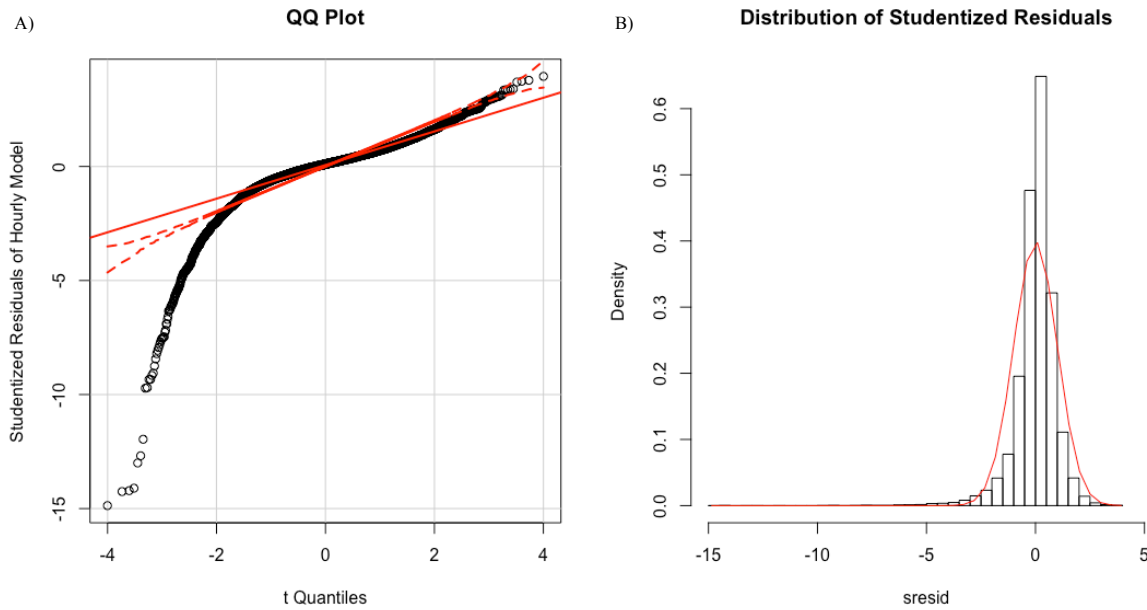 A)
QQ Plot
Studentized Residuals of Hourly Model
0
-5
-10
-15
-4
-2
0
2
4
t Quantiles
B)
Distribution of Studentized Residuals
Density
0.6
0.5
0.4
0.3
0.2
0.1
0.0
-15
-10
-5
0
5
sresid